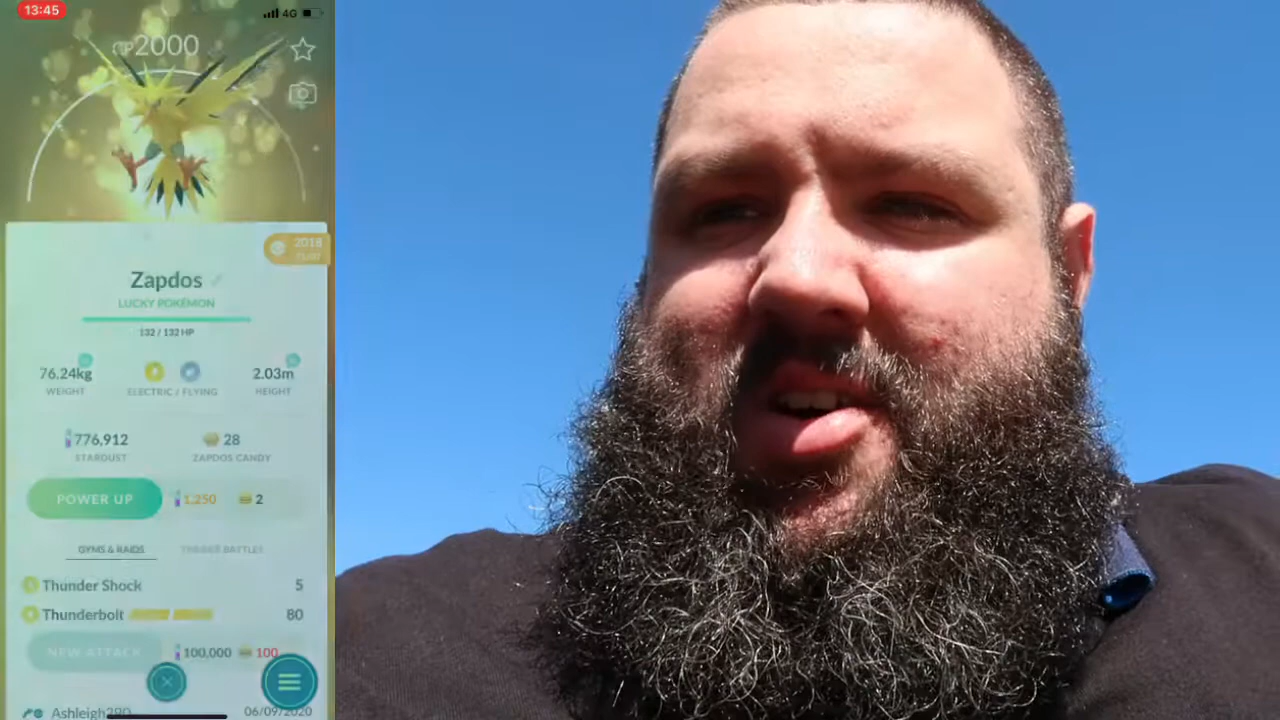 13:45
4G
CP2000
2018
Zapdos
LUCKY POKÉMON
132 / 132 HP
76.24kg
WEIGHT
ELECTRIC / FLYING
2.03m
HEIGHT
776,912
STARDUST
28
ZAPDOS CANDY
POWER UP
1,250
2
GYMS & RAIDS
TRAINER BATTLES
Thunder Shock
5
Thunderbolt
80
NEW ATTACK
100,000
100
Ashleigh290
06/09/2020